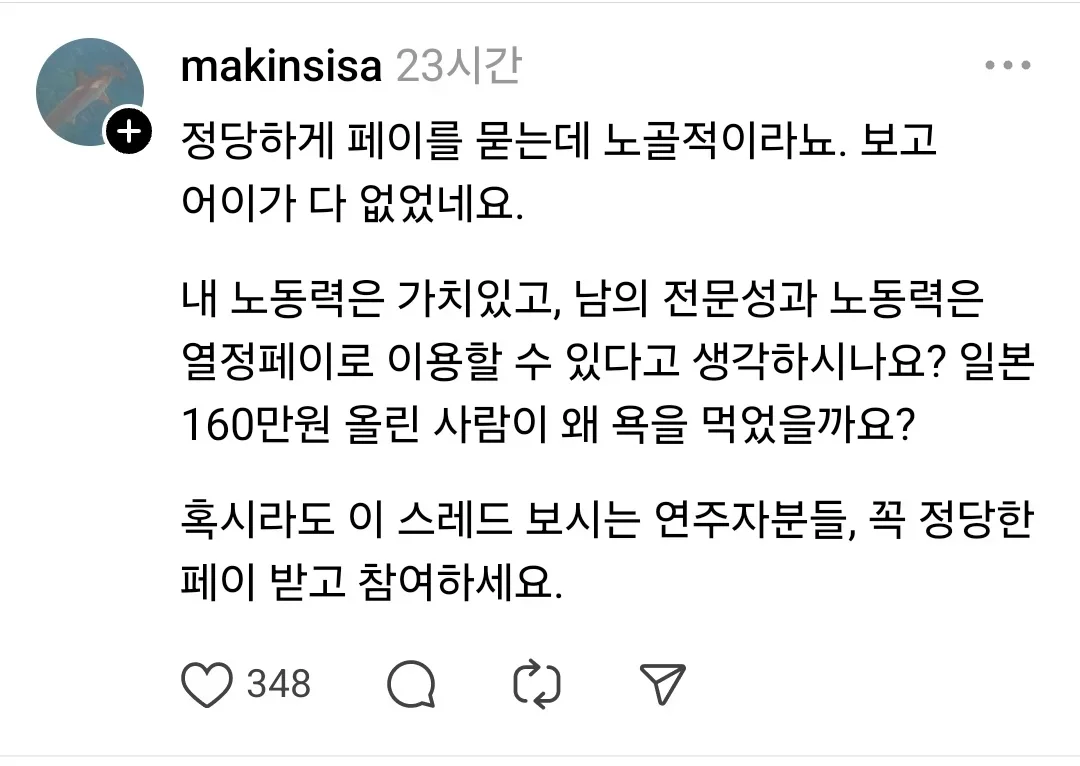 makinsisa 23시간
정당하게 페이를 묻는데 노골적이라뇨. 보고
어이가 다 없었네요.
내 노동력은 가치있고, 남의 전문성과 노동력은
열정페이로 이용할 수 있다고 생각하시나요? 일본
160만원 올린 사람이 왜 욕을 먹었을까요?
혹시라도 이 스레드 보시는 연주자분들, 꼭 정당한
페이 받고 참여하세요.
348